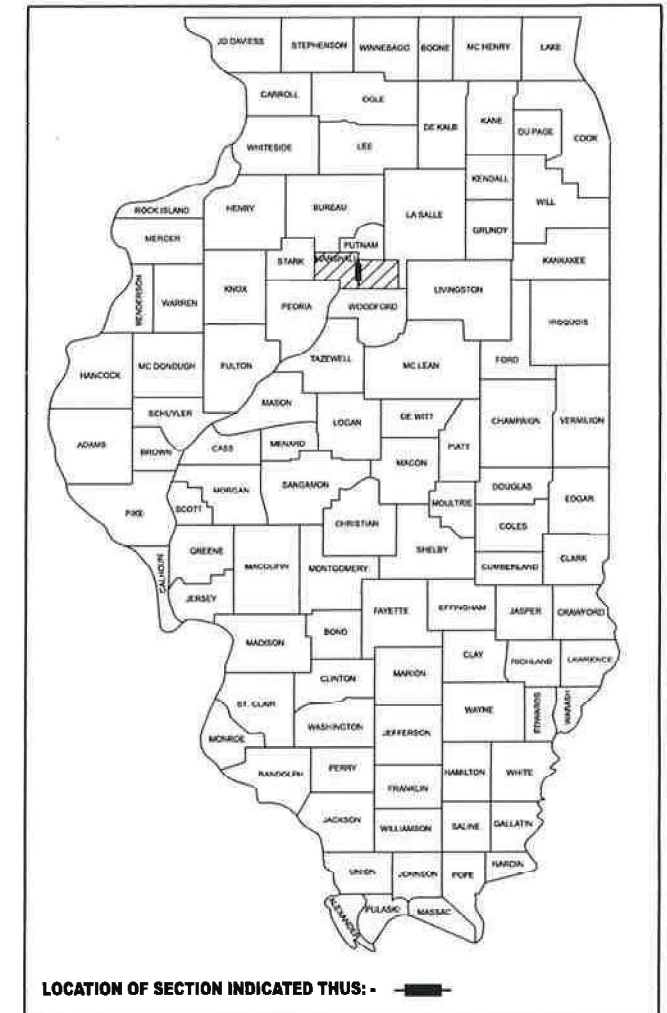 JO DAVIESS STEPHENSON WINNEBAGO BOONE MC HENRY LAKE
CARROLL OGLE DE KALB KANE DU PAGE COOK
WHITESIDE LEE
KENDALL
ROCK ISLAND HENRY BUREAU LA SALLE GRUNDY WILL
MERCER PUTNAM
STARK MARSHALL KANKAKEE
HENDERSON WARREN KNOX PEORIA WOODFORD LIVINGSTON IROQUOIS
HANCOCK MC DONOUGH FULTON TAZEWELL MC LEAN FORD
MASON
SCHUYLER LOGAN DE WITT CHAMPAIGN VERMILION
ADAMS BROWN CASS MENARD MACON PIATT
PIKE SCOTT MORGAN SANGAMON CHRISTIAN MOULTRIE DOUGLAS EDGAR
COLES
CALHOUN GREENE MACOUPIN MONTGOMERY SHELBY CUMBERLAND CLARK
JERSEY FAYETTE EFFINGHAM JASPER CRAWFORD
MADISON BOND
CLAY RICHLAND LAWRENCE
CLINTON MARION
ST. CLAIR WAYNE EDWARDS WABASH
MONROE WASHINGTON JEFFERSON
RANDOLPH PERRY HAMILTON WHITE
FRANKLIN
JACKSON WILLIAMSON SALINE GALLATIN
UNION JOHNSON POPE HARDIN
ALEXANDER PULASKI MASSAC
LOCATION OF SECTION INDICATED THUS: -